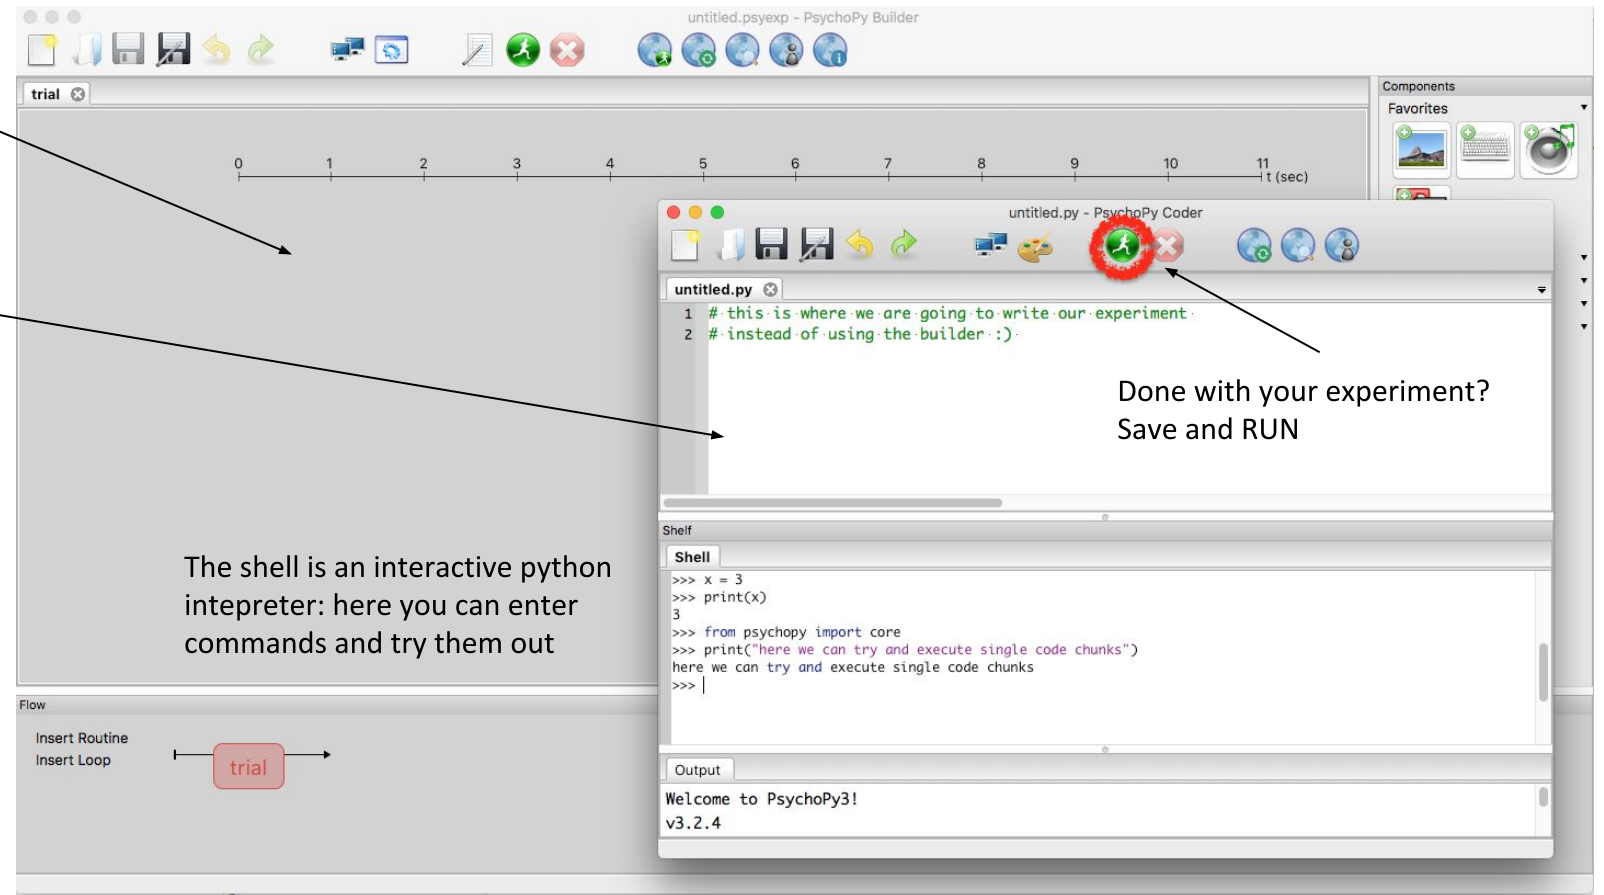 untitled.psyexp - PsychoPy Builder
trial
Components
Favorites
0 1 2 3 4 5 6 7 8 9 10 11
t (sec)
untitled.py - PsychoPy Coder
untitled.py
1 # this is where we are going to write our experiment
2 # instead of using the builder :)
Done with your experiment?
Save and RUN
Shelf
Shell
>>> x = 3
>>> print(x)
3
>>> from psychopy import core
>>> print("here we can try and execute single code chunks")
here we can try and execute single code chunks
>>>
The shell is an interactive python
intepreter: here you can enter
commands and try them out
Flow
Insert Routine
Insert Loop
trial
Output
Welcome to PsychoPy3!
v3.2.4